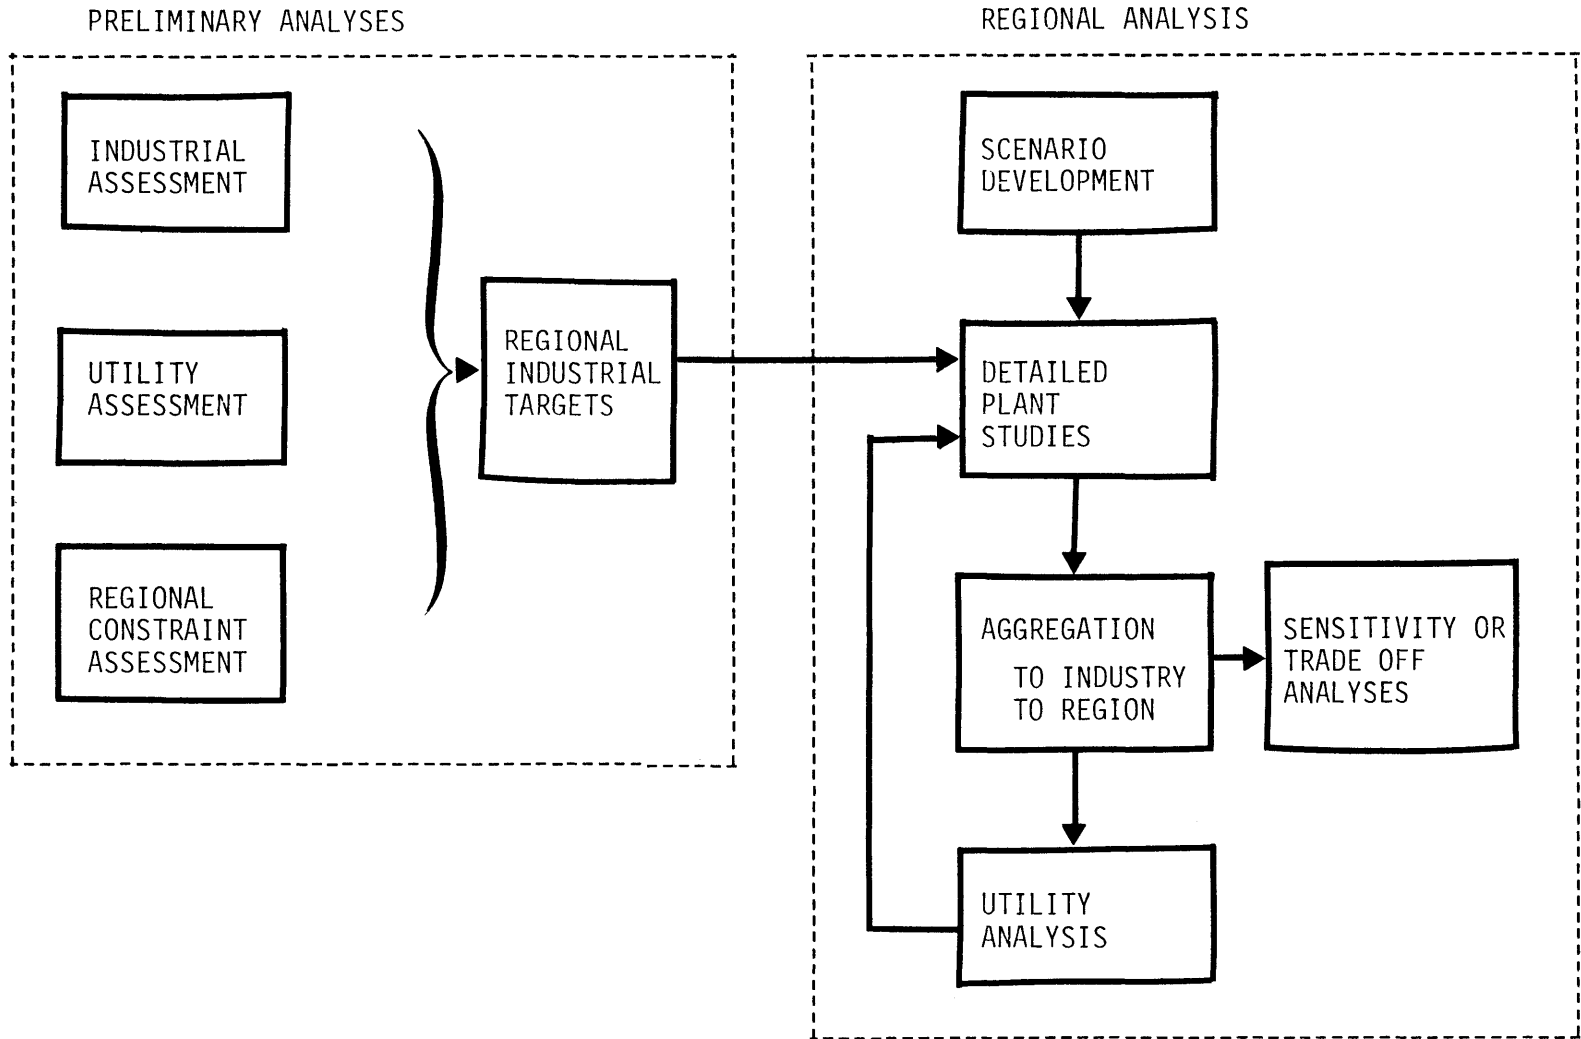 PRELIMINARY ANALYSES
INDUSTRIAL
ASSESSMENT
UTILITY
ASSESSMENT
REGIONAL
CONSTRAINT
ASSESSMENT
REGIONAL
INDUSTRIAL
TARGETS
REGIONAL ANALYSIS
SCENARIO
DEVELOPMENT
DETAILED
PLANT
STUDIES
AGGREGATION
TO INDUSTRY
TO REGION
SENSITIVITY OR
TRADE OFF
ANALYSES
UTILITY
ANALYSIS